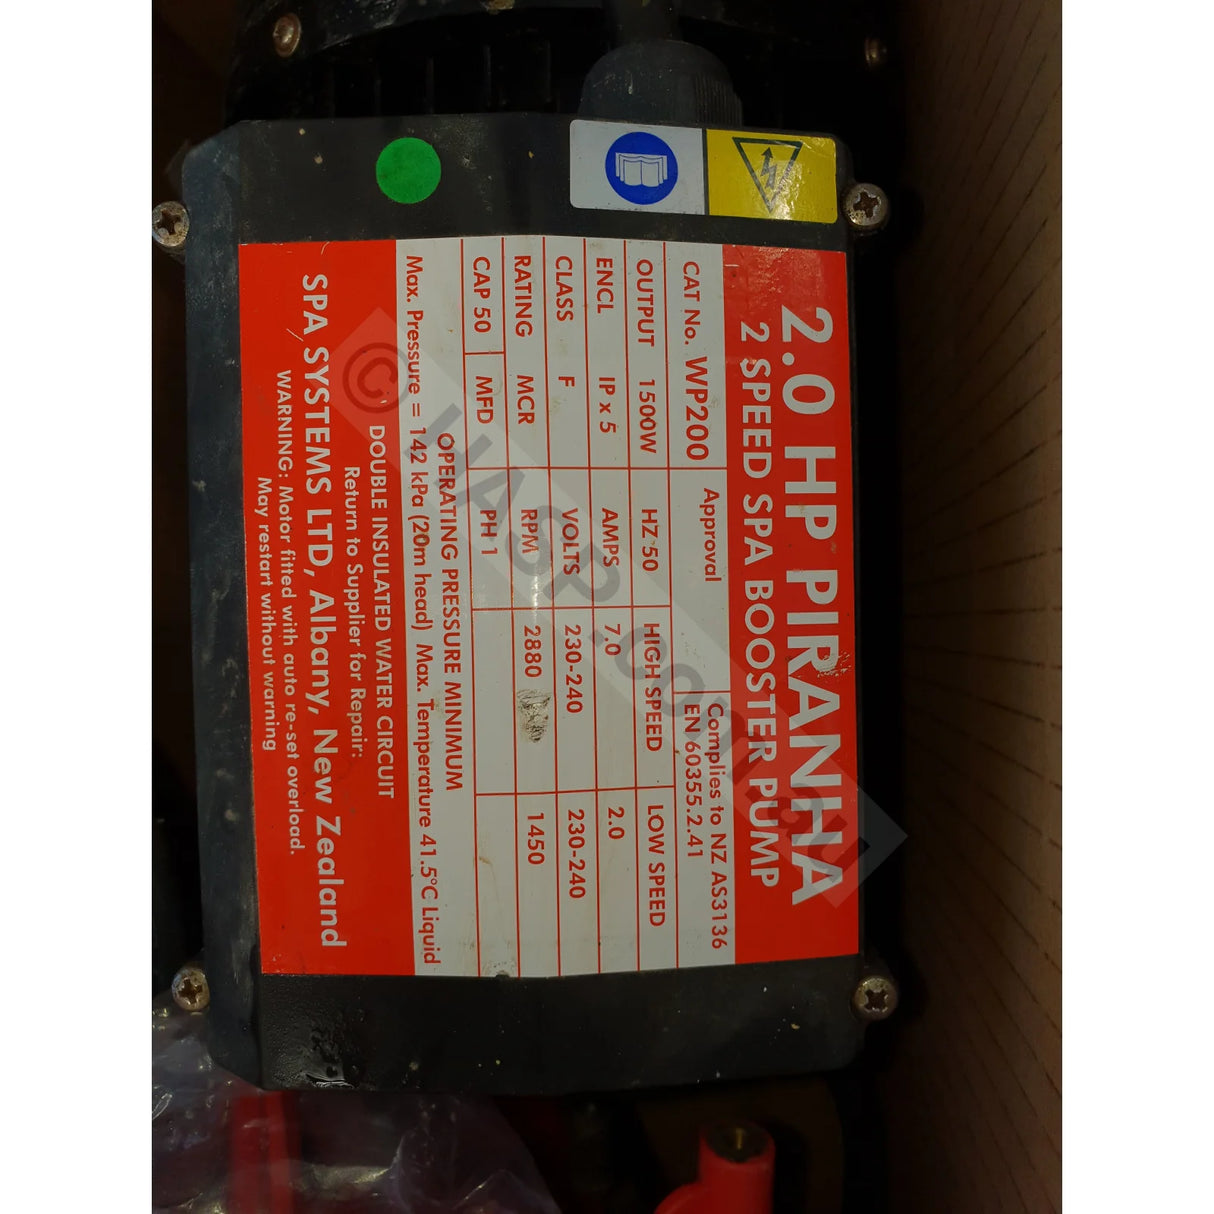 2.0 HP PIRANHA
2 SPEED SPA BOOSTER PUMP
CAT No. WP200 Approval Complies to NZ AS3136
EN 60355.2.41
OUTPUT 1500W HZ 50 HIGH SPEED LOW SPEED
ENCL IP x 5 AMPS 7.0 2.0
CLASS F VOLTS 230-240 230-240
RATING MCR RPM 2880 1450
CAP 50 MFD PH 1
OPERATING PRESSURE MINIMUM
Max. Pressure = 142 kPa (20m head) Max. Temperature 41.5°C Liquid
DOUBLE INSULATED WATER CIRCUIT
Return to Supplier for Repair:
SPA SYSTEMS LTD, Albany, New Zealand
WARNING: Motor fitted with auto re-set overload.
May restart without warning
© HASP.com.au